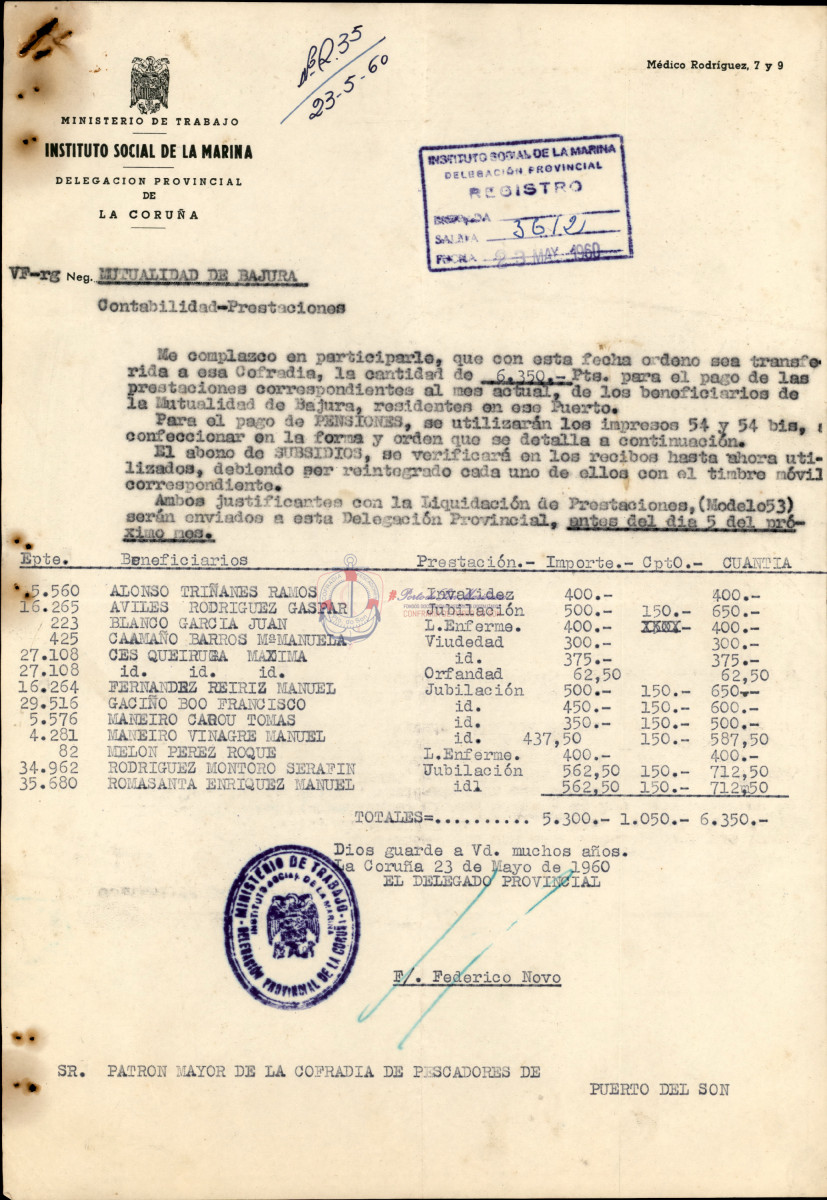 Nº 235
23-5-60
Médico Rodríguez, 7 y 9
MINISTERIO DE TRABAJO
INSTITUTO SOCIAL DE LA MARINA
DELEGACION PROVINCIAL
DE
LA CORUÑA
INSTITUTO SOCIAL DE LA MARINA
DELEGACIÓN PROVINCIAL
REGISTRO
ENTRADA
SALIDA 3612
FECHA 23 MAY. 1960
VF-rg Neg. MUTUALIDAD DE BAJURA
Contabilidad-Prestaciones
Me complazco en participarle, que con esta fecha ordeno sea transfe-
rida a esa Cofradia, la cantidad de 6.350.- Pts. para el pago de las
prestaciones correspondientes al mes actual, de los beneficiarios de
la Mutualidad de Bajura, residentes en ese Puerto.
Para el pago de PENSIONES, se utilizarán los impresos 54 y 54 bis, a
confeccionar en la forma y orden que se detalla a continuación.
El abono de SUBSIDIOS, se verificará en los recibos hasta ahora uti-
lizados, debiendo ser reintegrado cada uno de ellos con el timbre móvil
correspondiente.
Ambos justificantes con la Liquidación de Prestaciones,(Modelo53)
serán enviados a esta Delegación Provincial, antes del dia 5 del pró-
ximo mes.
Epte. Beneficiarios Prestación.- Importe.- CptO.- CUANTIA
5.560 ALONSO TRIÑANES RAMOS Invalidez 400.- 400.-
16.265 AVILES RODRIGUEZ GASPAR Jubilación 500.- 150.- 650.-
223 BLANCO GARCIA JUAN L.Enferme. 400.- XXXX 400.-
425 CAAMAÑO BARROS MªMANUELA Viudedad 300.- 300.-
27.108 CES QUEIRUGA MAXIMA id. 375.- 375.-
27.108 id. id. id. Orfandad 62,50 62,50
16.264 FERNANDEZ REIRIZ MANUEL Jubilación 500.- 150.- 650.-
29.516 GACIÑO BOO FRANCISCO id. 450.- 150.- 600.-
5.576 MANEIRO CAROU TOMAS id. 350.- 150.- 500.-
4.281 MANEIRO VINAGRE MANUEL id. 437,50 150.- 587,50
82 MELON PEREZ ROQUE L.Enferme. 400.- 400.-
34.962 RODRIGUEZ MONTORO SERAFIN Jubilación 562,50 150.- 712,50
35.680 ROMASANTA ENRIQUEZ MANUEL idl 562,50 150.- 712,50
TOTALES=.......... 5.300.- 1.050.- 6.350.-
Dios guarde a Vd. muchos años.
La Coruña 23 de Mayo de 1960
EL DELEGADO PROVINCIAL
MINISTERIO DE TRABAJO
INSTITUTO SOCIAL DE LA MARINA
DELEGACIÓN PROVINCIAL DE LA CORUÑA
F/. Federico Novo
SR. PATRON MAYOR DE LA COFRADIA DE PESCADORES DE
PUERTO DEL SON